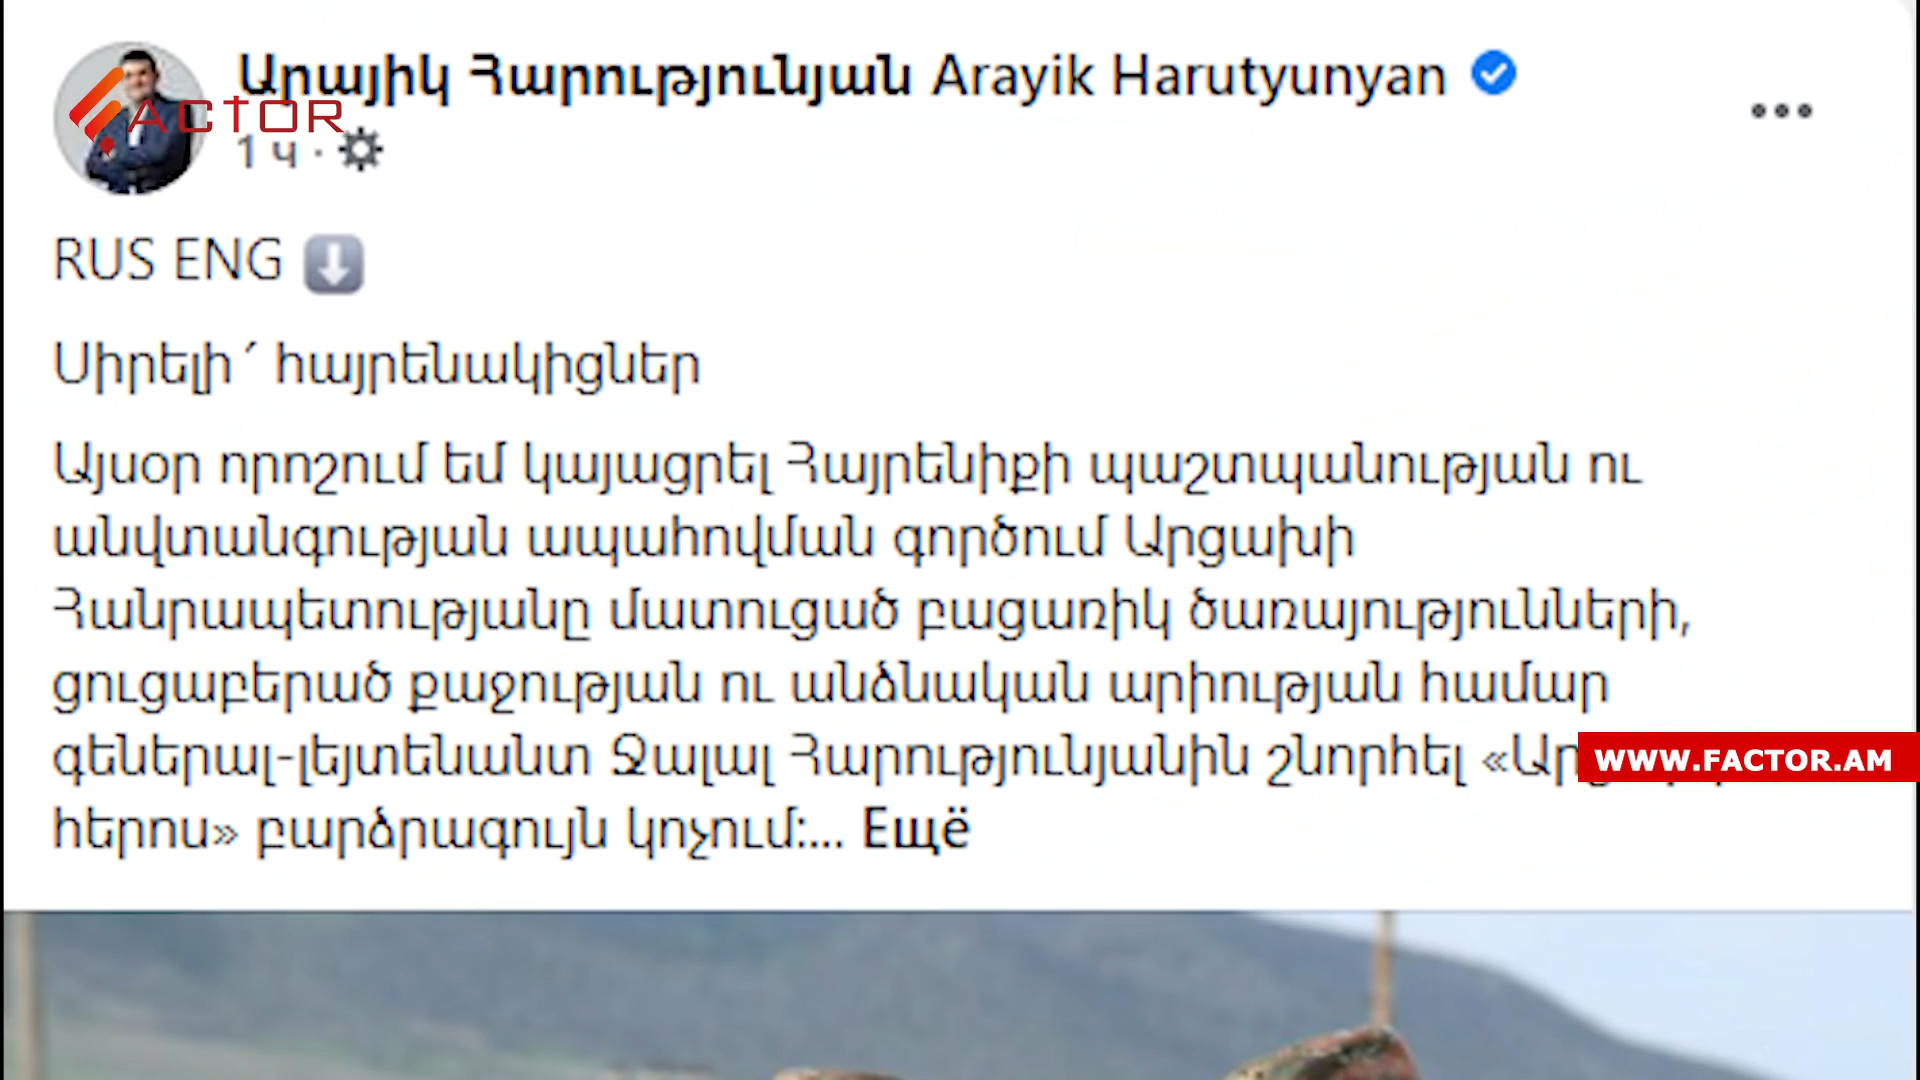 Արայիկ Հարությունյան Arayik Harutyunyan
ACTOR
1 ч ·
RUS ENG
Սիրելի՛ հայրենակիցներ
Այսօր որոշում եմ կայացրել Հայրենիքի պաշտպանության ու
անվտանգության ապահովման գործում Արցախի
Հանրապետությանը մատուցած բացառիկ ծառայությունների,
ցուցաբերած քաջության ու անձնական արիության համար
գեներալ-լեյտենանտ Ջալալ Հարությունյանին շնորհել
WWW.FACTOR.AM
հերոս» բարձրագույն կոչում:... Ещё